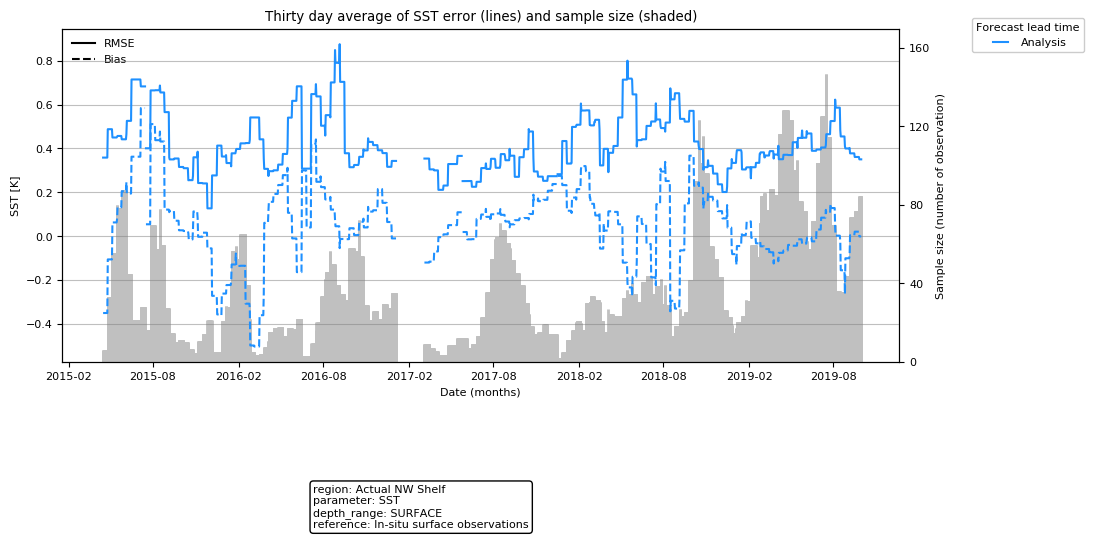 Thirty day average of SST error (lines) and sample size (shaded)
RMSE
Bias
Forecast lead time
Analysis
SST [K]
0.8
0.6
0.4
0.2
0.0
−0.2
−0.4
160
120
80
40
0
Sample size (number of observation)
2015-02 2015-08 2016-02 2016-08 2017-02 2017-08 2018-02 2018-08 2019-02 2019-08
Date (months)
region: Actual NW Shelf
parameter: SST
depth_range: SURFACE
reference: In-situ surface observations